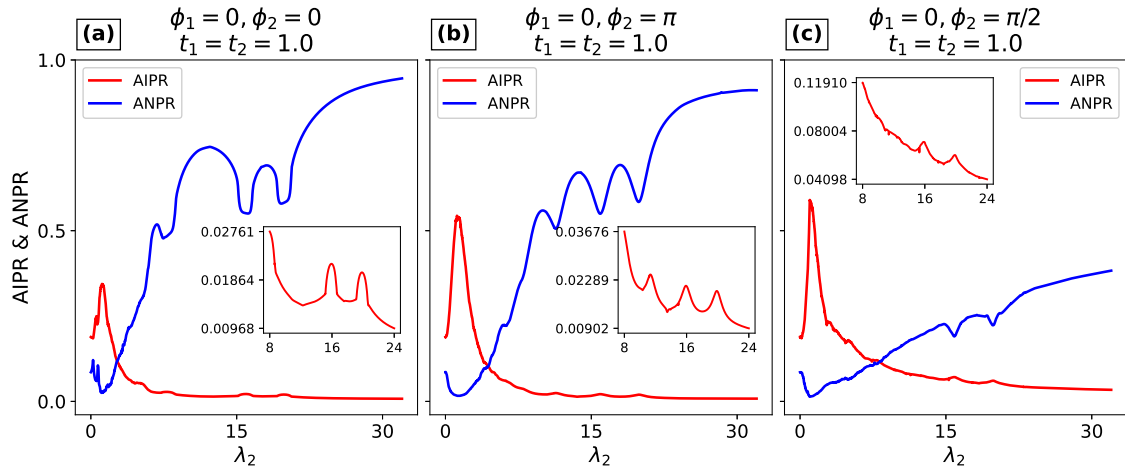 (a)
ϕ₁ = 0, ϕ₂ = 0
t₁ = t₂ = 1.0
(b)
ϕ₁ = 0, ϕ₂ = π
t₁ = t₂ = 1.0
(c)
ϕ₁ = 0, ϕ₂ = π/2
t₁ = t₂ = 1.0
AIPR & ANPR
1.0
0.5
0.0
AIPR
ANPR
0.02761
0.01864
0.00968
8 16 24
0 15 30
λ₂
AIPR
ANPR
0.03676
0.02289
0.00902
8 16 24
0 15 30
λ₂
AIPR
ANPR
0.11910
0.08004
0.04098
8 16 24
0 15 30
λ₂